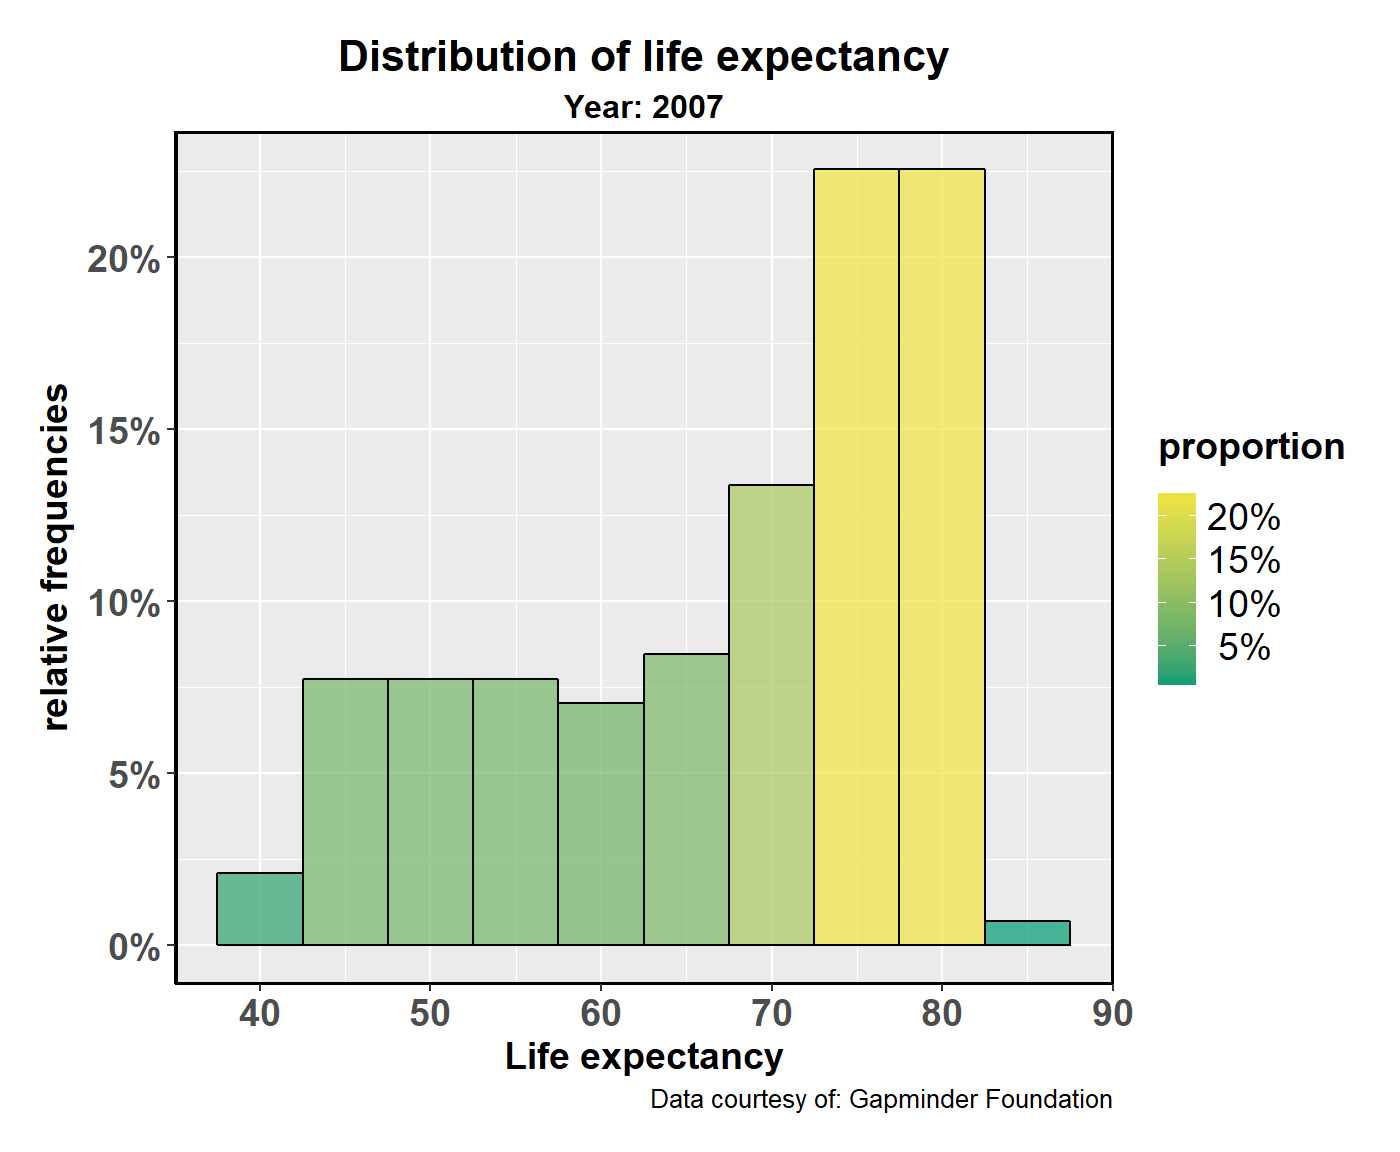 Distribution of life expectancy
Year: 2007
relative frequencies
20%
15%
10%
5%
0%
40 50 60 70 80 90
Life expectancy
Data courtesy of: Gapminder Foundation
proportion
20%
15%
10%
5%